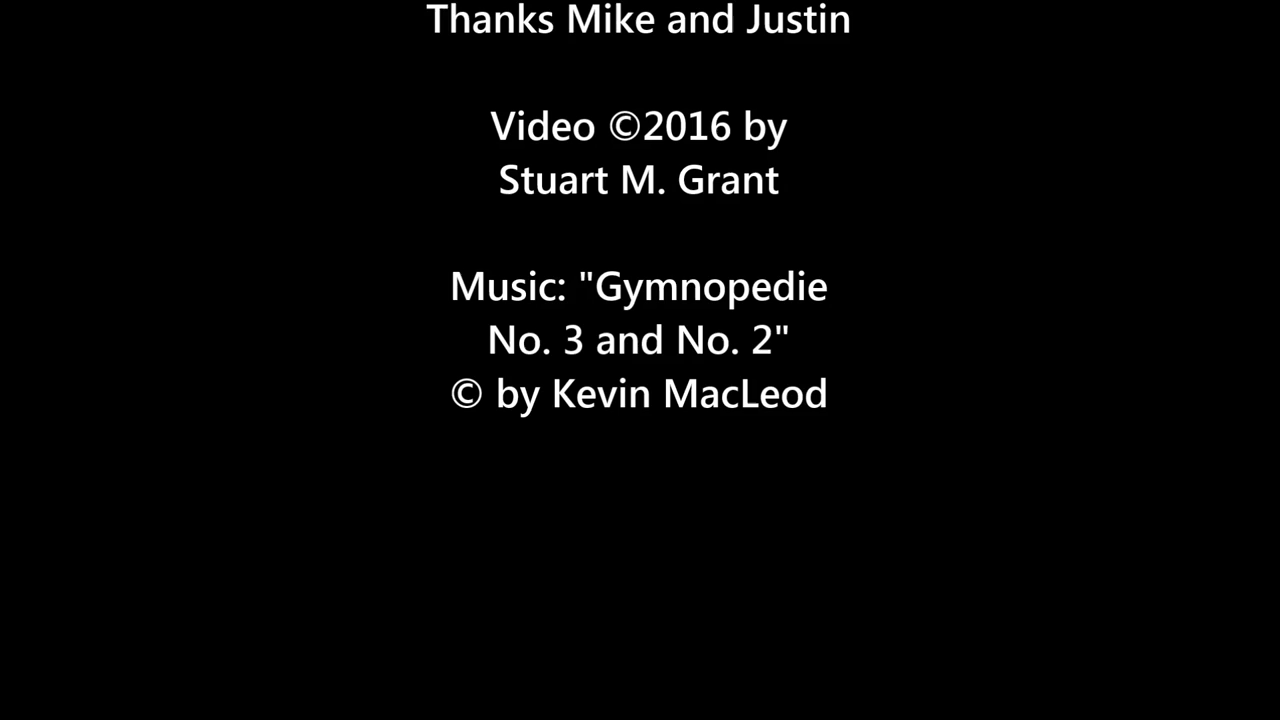 Thanks Mike and Justin
Video ©2016 by
Stuart M. Grant
Music: "Gymnopedie
No. 3 and No. 2"
© by Kevin MacLeod